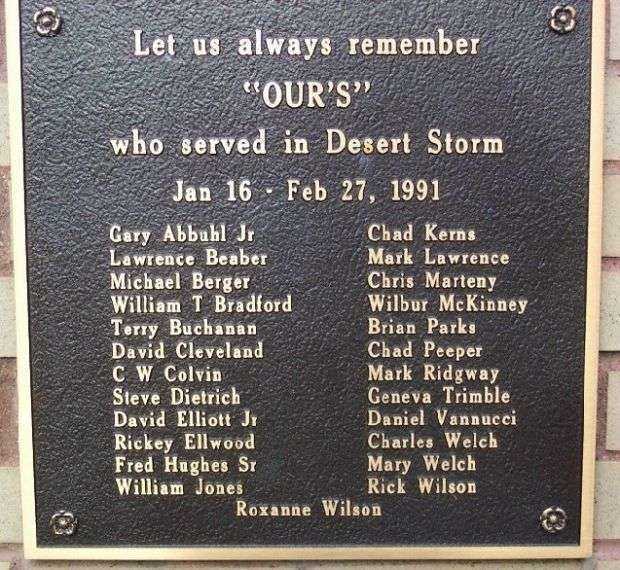 Let us always remember
“OUR'S”
who served in Desert Storm
Jan 16 - Feb 27, 1991
Gary Abbuhl Jr
Lawrence Beaber
Michael Berger
William T Bradford
Terry Buchanan
David Cleveland
C W Colvin
Steve Dietrich
David Elliott Jr
Rickey Ellwood
Fred Hughes Sr
William Jones
Chad Kerns
Mark Lawrence
Chris Marteny
Wilbur McKinney
Brian Parks
Chad Peeper
Mark Ridgway
Geneva Trimble
Daniel Vannucci
Charles Welch
Mary Welch
Rick Wilson
Roxanne Wilson